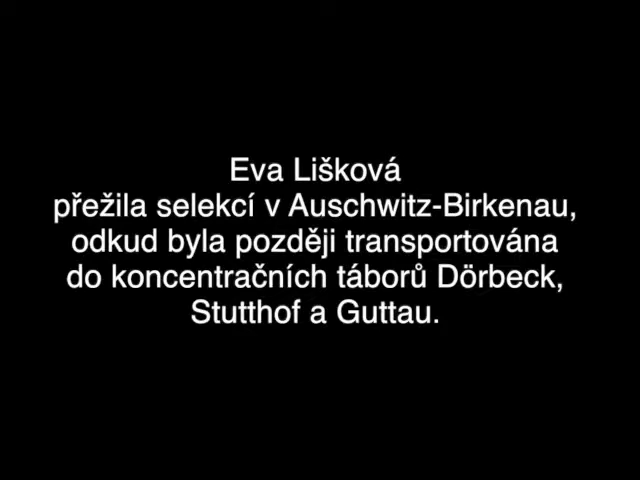 Eva Lišková
přežila selekcí v Auschwitz-Birkenau,
odkud byla později transportována
do koncentračních táborů Dörbeck,
Stutthof a Guttau.